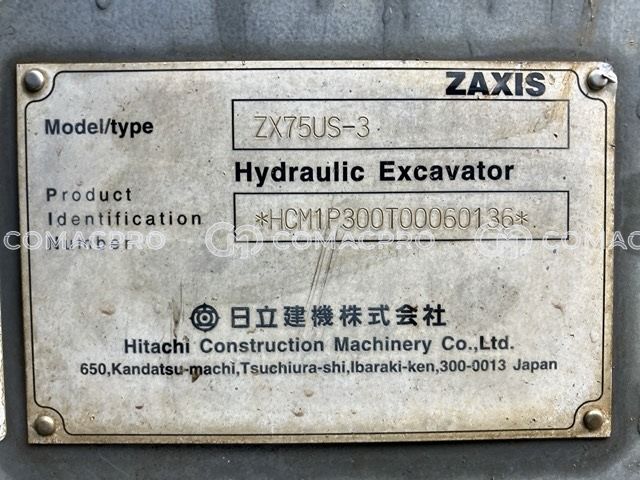 ZAXIS
Model/type ZX75US-3
Hydraulic Excavator
Product
Identification *HCM1P300T00060136*
Number
COMACPRO COMACPRO COMACPRO
日立建機株式会社
Hitachi Construction Machinery Co.,Ltd.
650,Kandatsu-machi,Tsuchiura-shi,Ibaraki-ken,300-0013 Japan